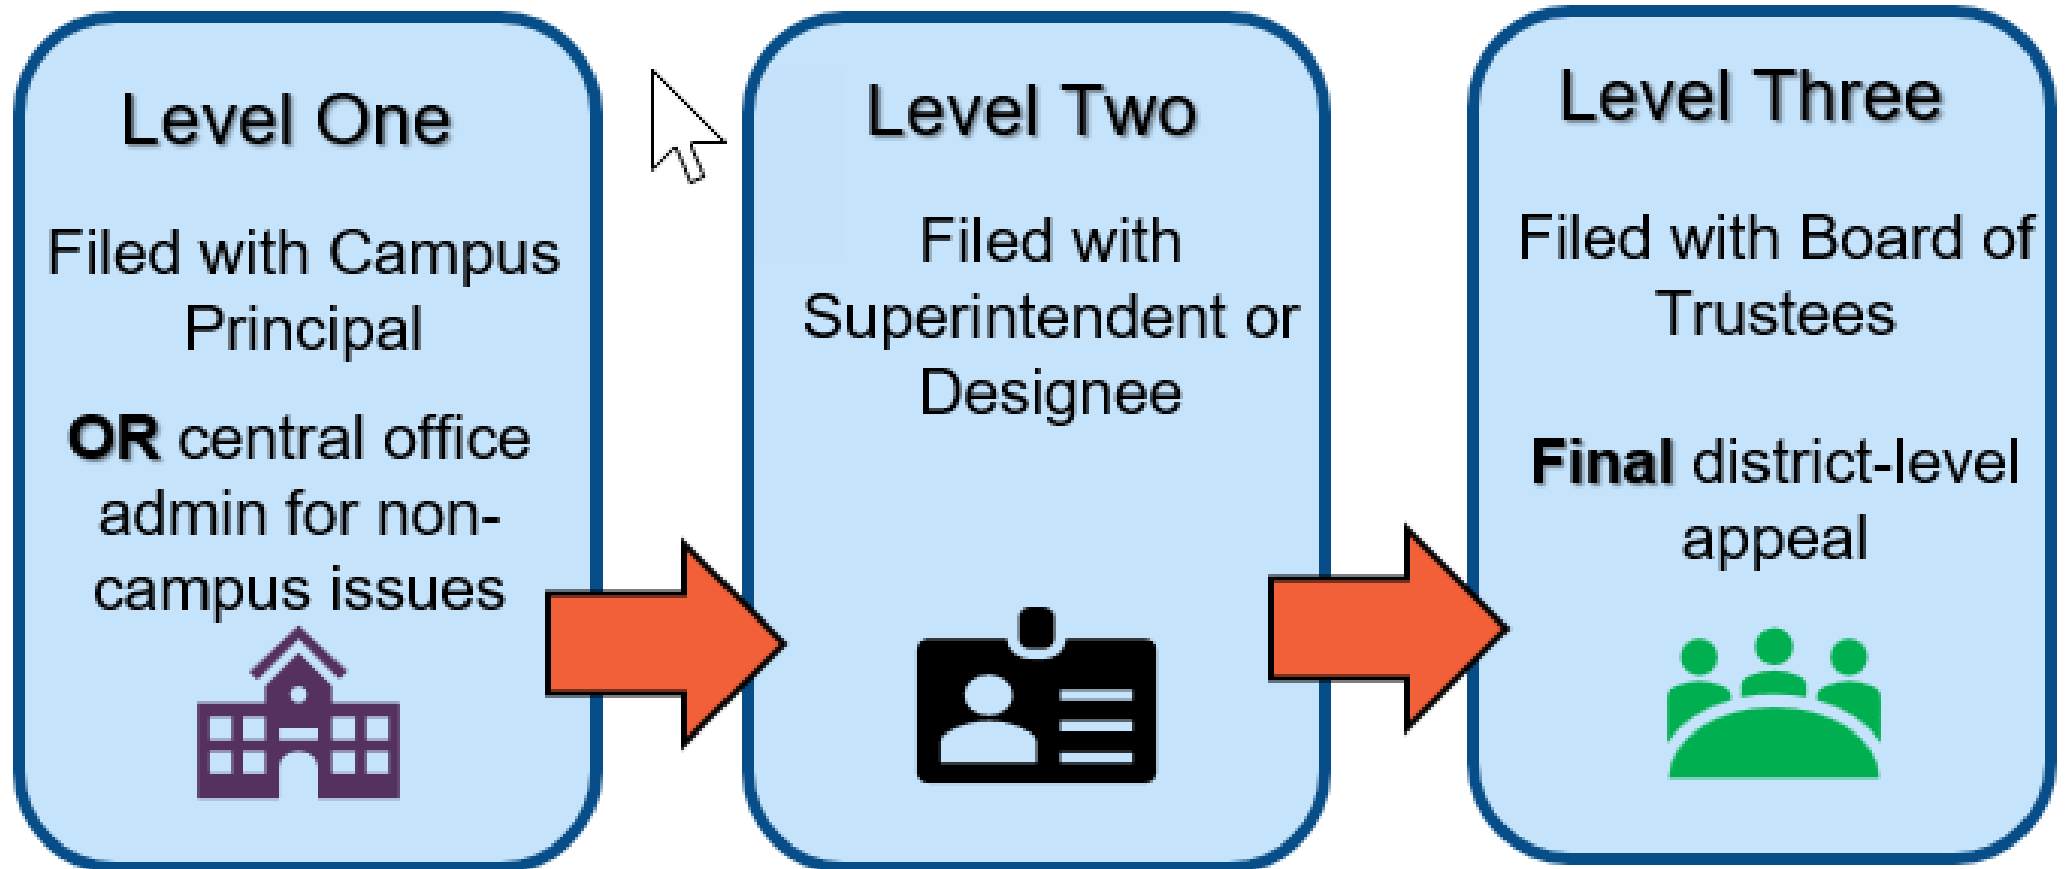 Level One
Filed with Campus
Principal
OR central office
admin for non-
campus issues
Level Two
Filed with
Superintendent or
Designee
Level Three
Filed with Board of
Trustees
Final district-level
appeal